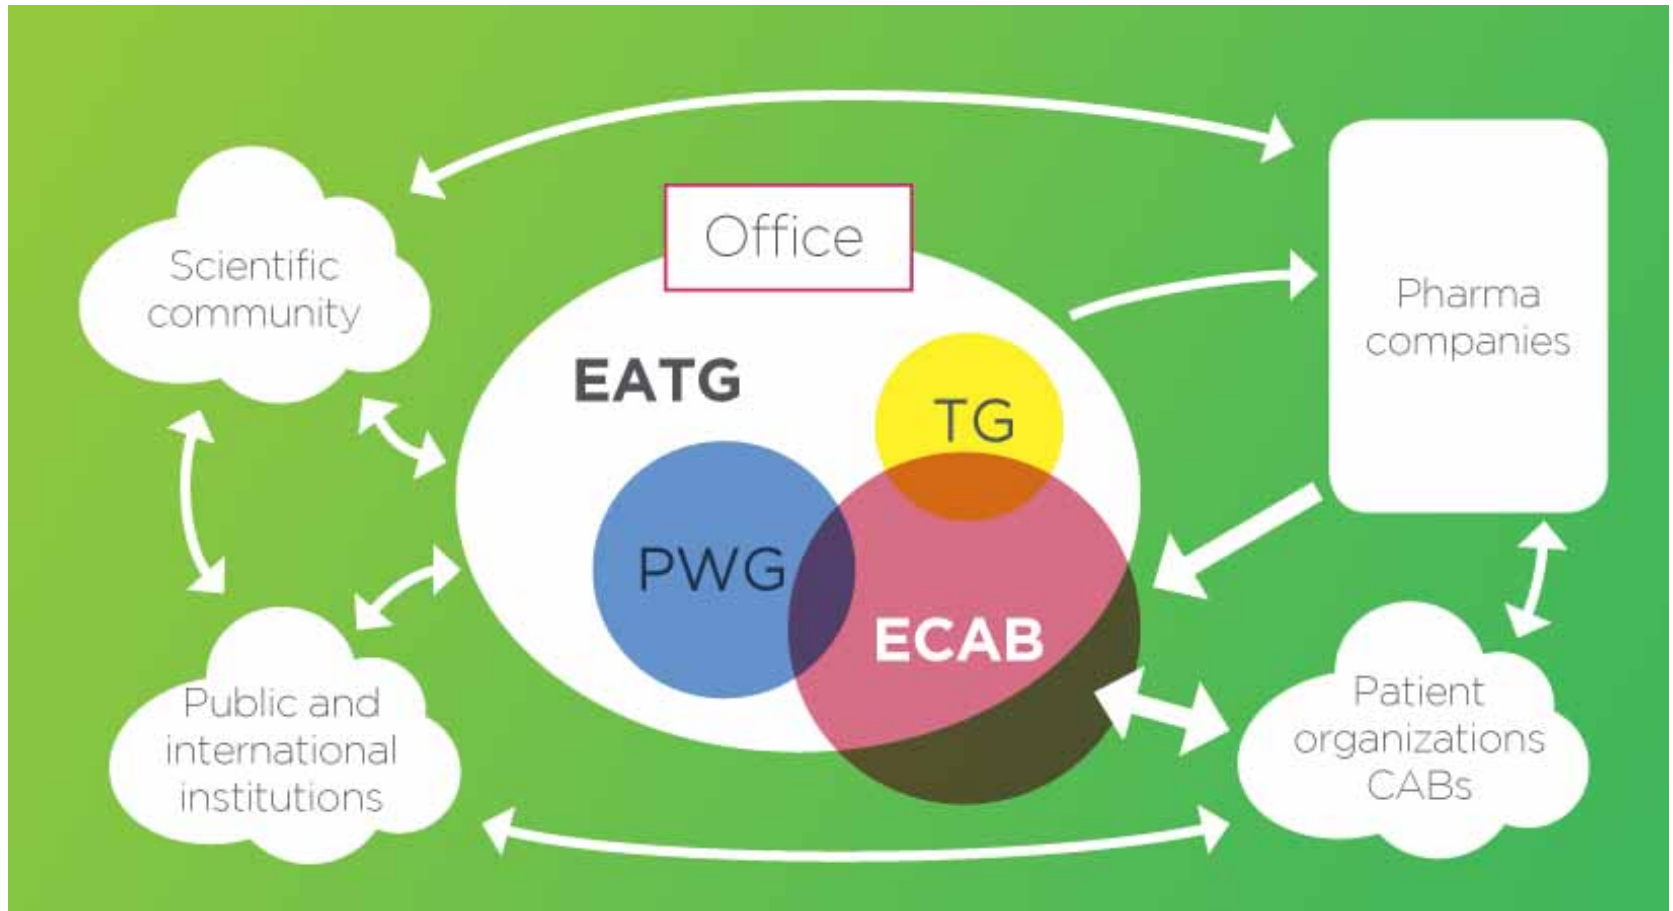 Office
Scientific
community
Pharma
companies
EATG
TG
PWG
ECAB
Public and
international
institutions
Patient
organizations
CABs